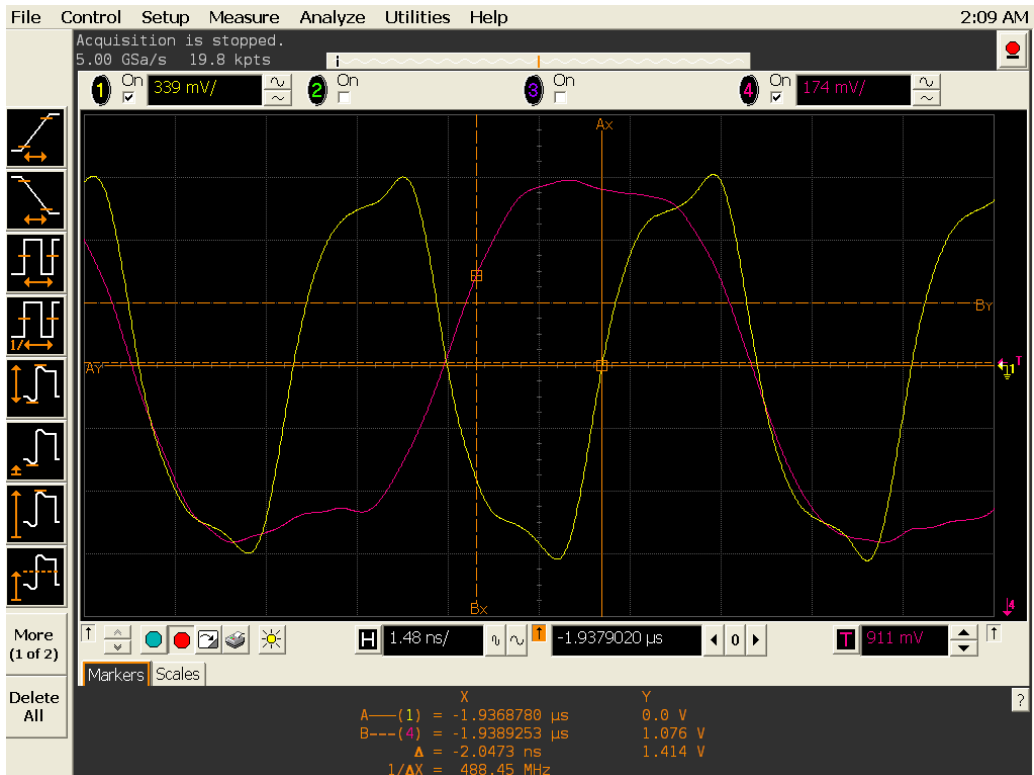 File Control Setup Measure Analyze Utilities Help 2:09 AM
Acquisition is stopped.
5.00 GSa/s 19.8 kpts
1 On 339 mV/ 2 On 3 On 4 On 174 mV/
Ax
By
T
Ay
1
Bx
4
1/
More
(1 of 2)
H 1.48 ns/ T -1.9379020 µs 0 T 911 mV
Markers Scales
Delete
All
?
X Y
A——(1) = -1.9368780 µs 0.0 V
B---(4) = -1.9389253 µs 1.076 V
Δ = -2.0473 ns 1.414 V
1/ΔX = 488.45 MHz